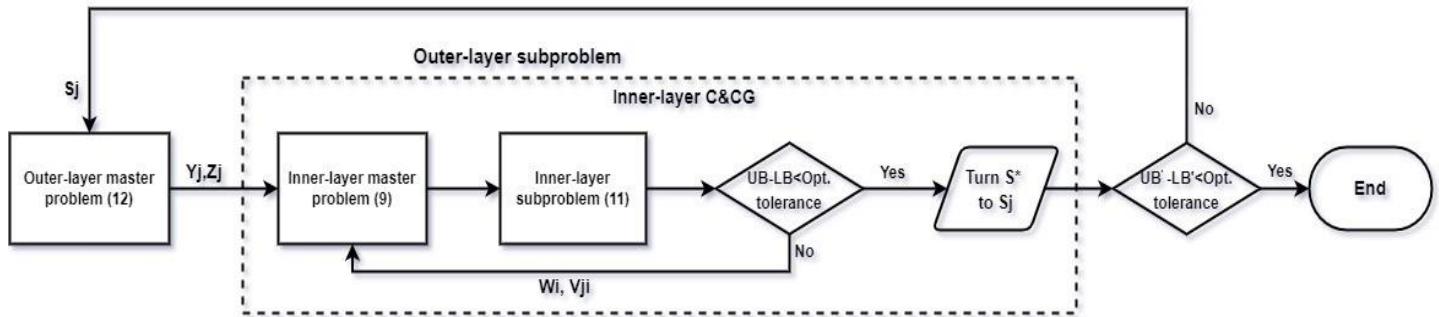 Outer-layer subproblem
Inner-layer C&CG
Sj
No
Outer-layer master
problem (12)
Yj,Zj
Inner-layer master
problem (9)
Inner-layer
subproblem (11)
UB-LB<Opt.
tolerance
Yes
Turn S*
to Sj
UB'-LB'<Opt.
tolerance
Yes
End
No
Wi, Vji